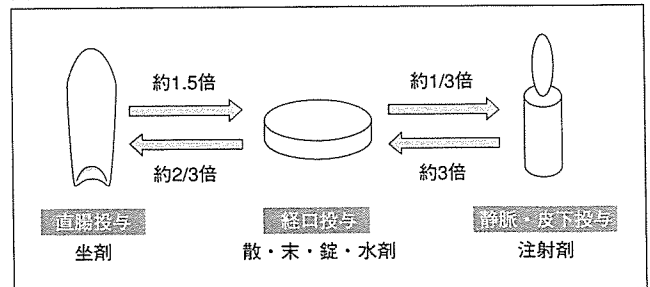 約1.5倍
約1/3倍
約2/3倍
約3倍
直腸投与
経口投与
静脈・皮下投与
坐剤
散・末・錠・水剤
注射剤